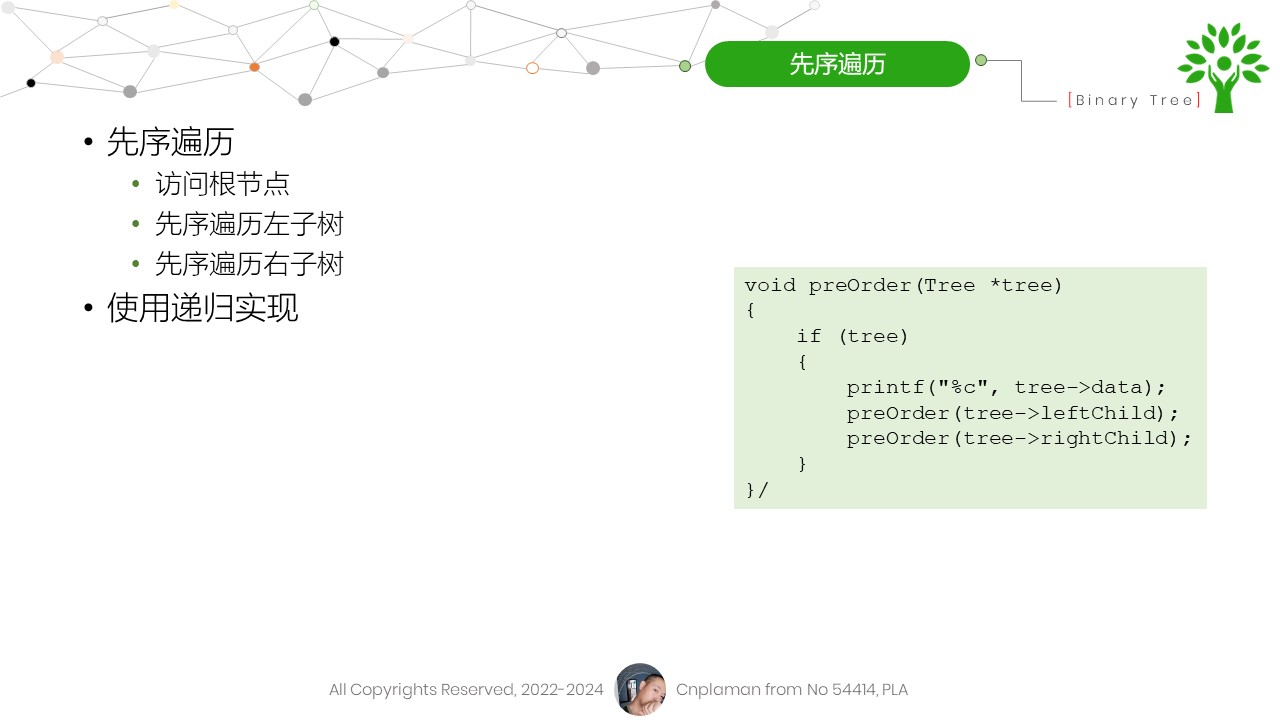 先序遍历
[Binary Tree]
• 先序遍历
• 访问根节点
• 先序遍历左子树
• 先序遍历右子树
• 使用递归实现
void preOrder(Tree *tree)
{
    if (tree)
    {
        printf("%c", tree->data);
        preOrder(tree->leftChild);
        preOrder(tree->rightChild);
    }
}/
All Copyrights Reserved, 2022-2024 Cnplaman from No 54414, PLA